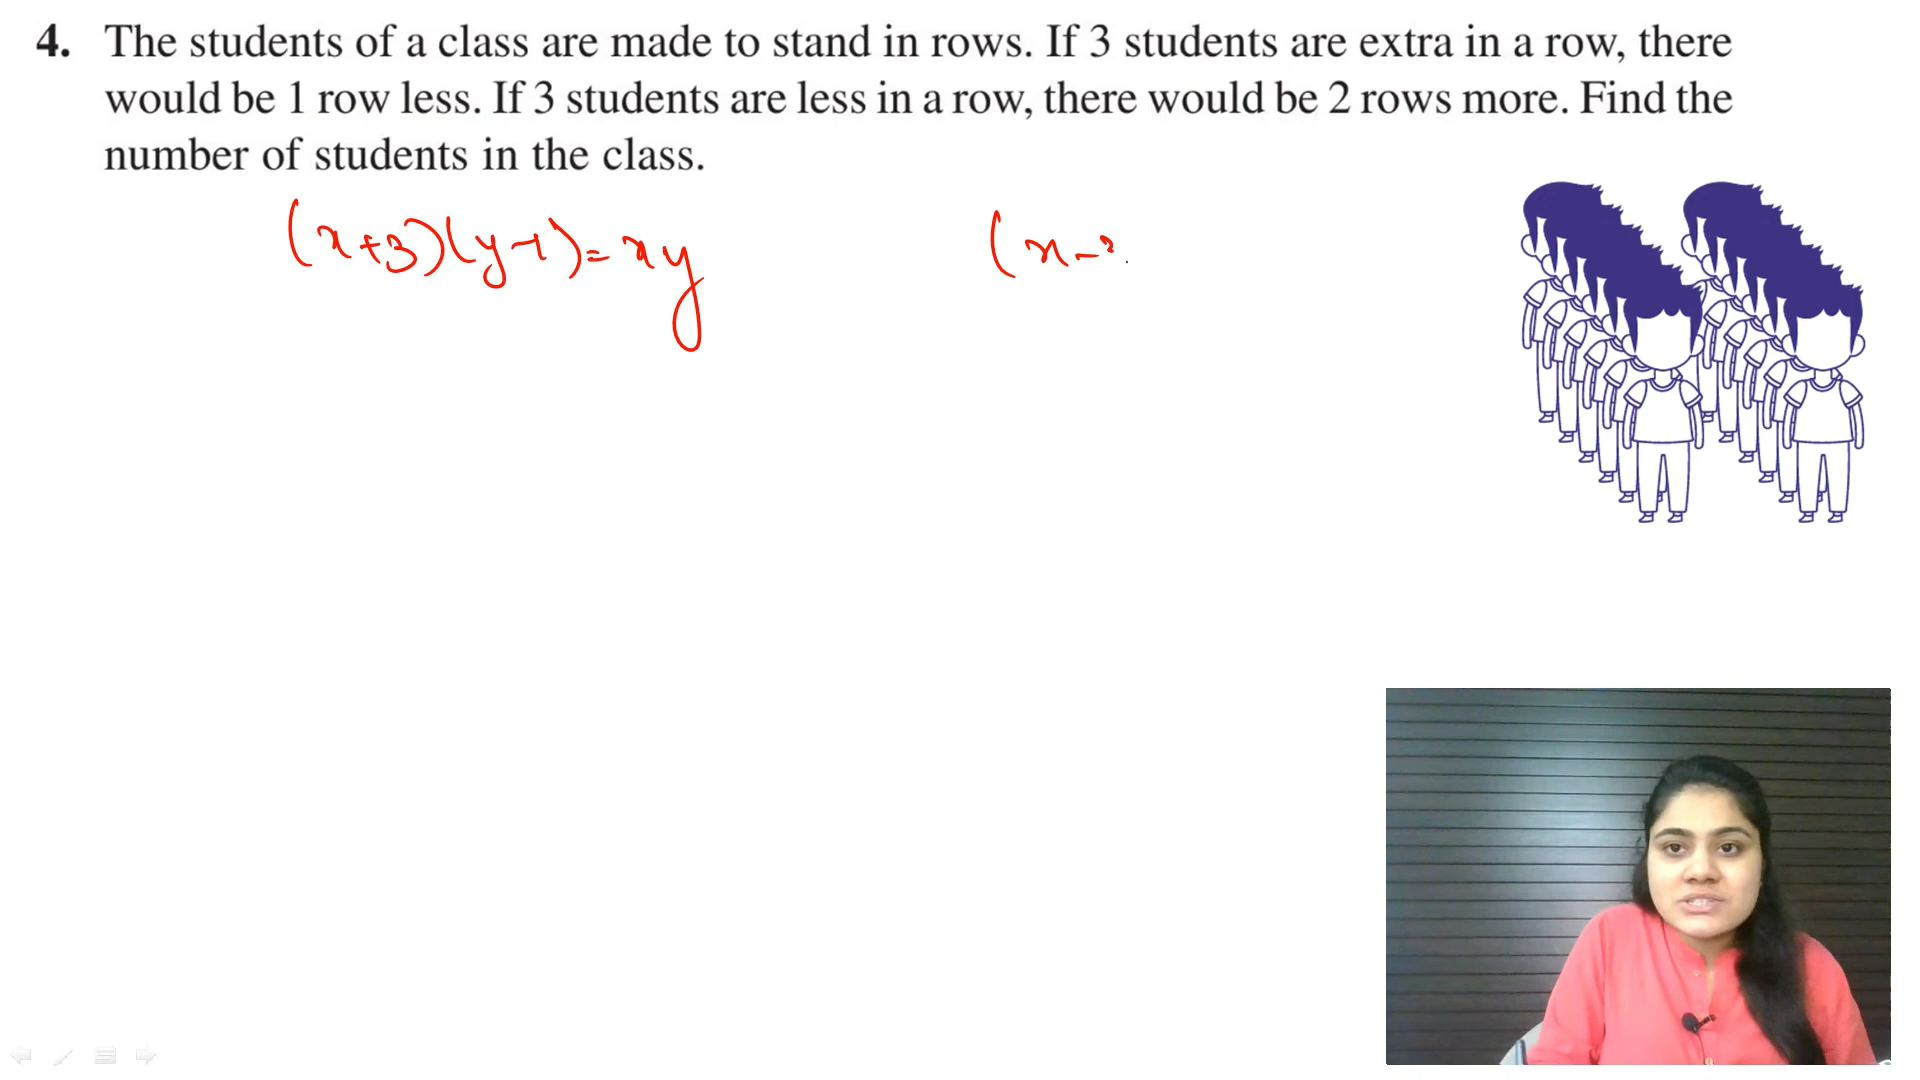 4. The students of a class are made to stand in rows. If 3 students are extra in a row, there
would be 1 row less. If 3 students are less in a row, there would be 2 rows more. Find the
number of students in the class.
(x+3)(y-1)=xy
(x-